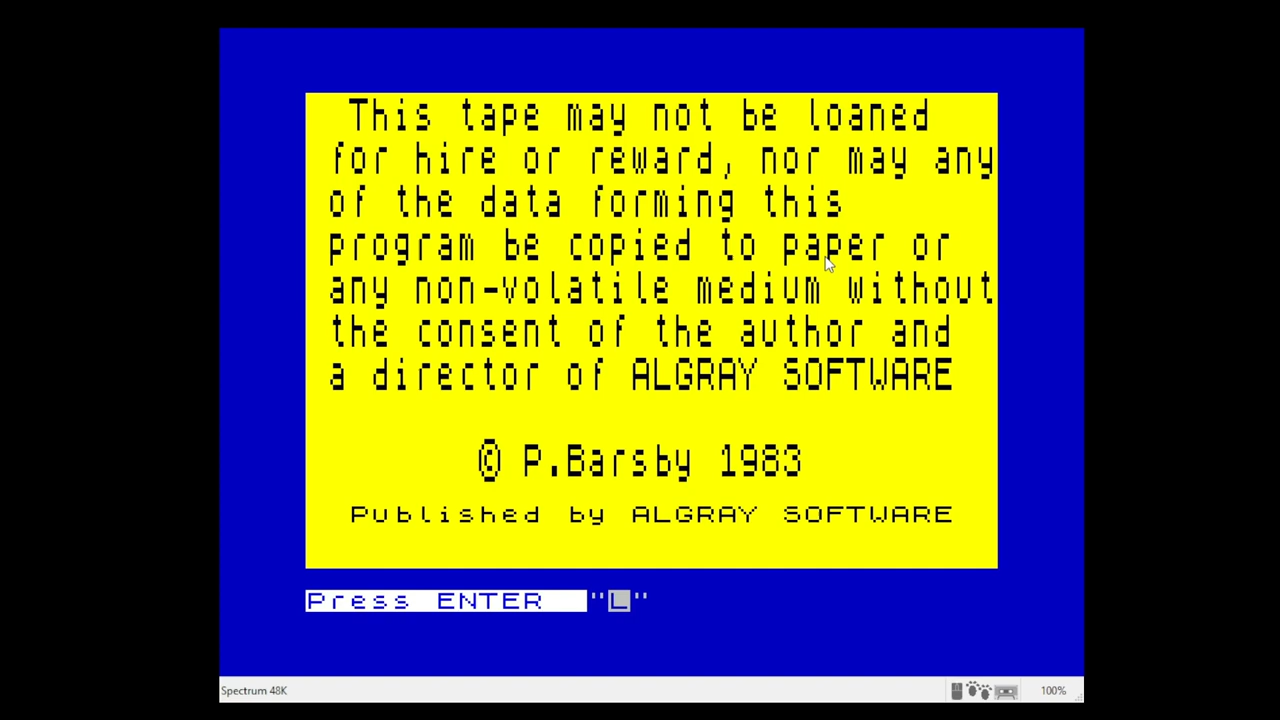 This tape may not be loaned
for hire or reward, nor may any
of the data forming this
program be copied to paper or
any non-volatile medium without
the consent of the author and
a director of ALGRAY SOFTWARE
© P.Barsby 1983
Published by ALGRAY SOFTWARE
Press ENTER "L"
Spectrum 48K 100%